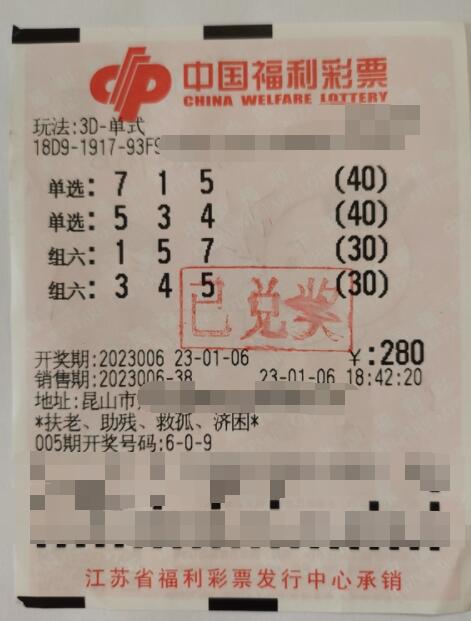 中国福利彩票
CHINA WELFARE LOTTERY
玩法:3D-单式
18D9-1917-93F9
单选: 7 1 5 (40)
单选: 5 3 4 (40)
组六: 1 5 7 (30)
组六: 3 4 5 (30)
已兑奖
开奖期:2023006 23-01-06 ¥:280
销售期:2023006-38 23-01-06 18:42:20
地址:昆山市
*扶老、助残、救孤、济困*
005期开奖号码:6-0-9
江苏省福利彩票发行中心承销